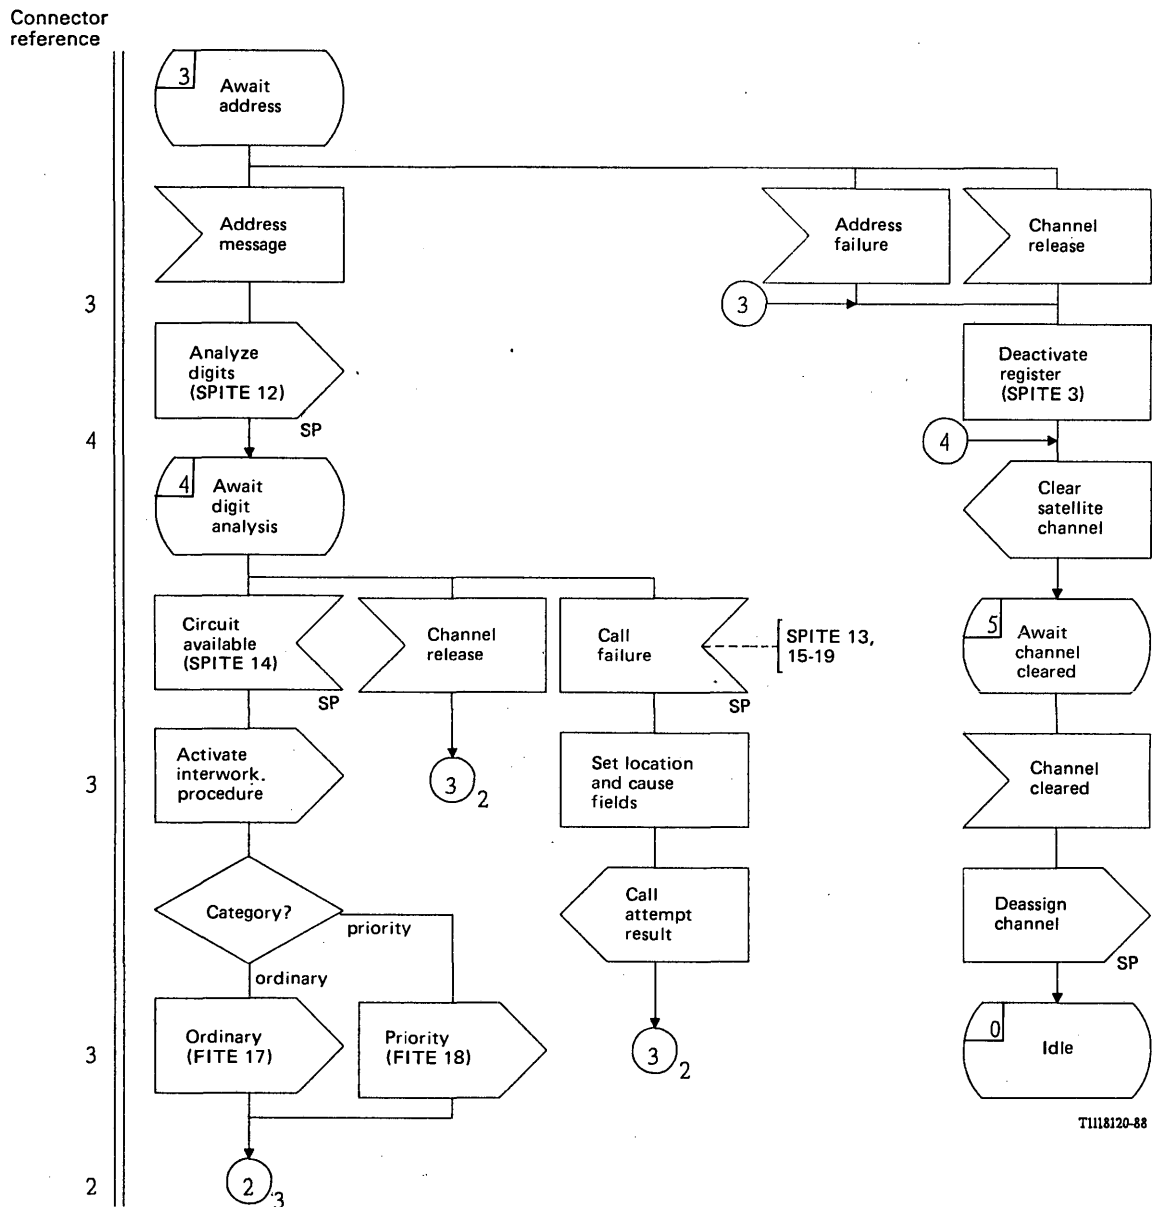 Connector
reference
3
Await
address
Address
message
Address
failure
Channel
release
3
3
Analyze
digits
(SPITE 12)
SP
Deactivate
register
(SPITE 3)
4
4
4
Await
digit
analysis
Clear
satellite
channel
Circuit
available
(SPITE 14)
SP
Channel
release
Call
failure
SP
SPITE 13,
15-19
5
Await
channel
cleared
3
Activate
interwork.
procedure
3
2
Set location
and cause
fields
Channel
cleared
Category?
priority
ordinary
Call
attempt
result
Deassign
channel
SP
3
Ordinary
(FITE 17)
Priority
(FITE 18)
3
2
0
Idle
T1118120-88
2
2
3